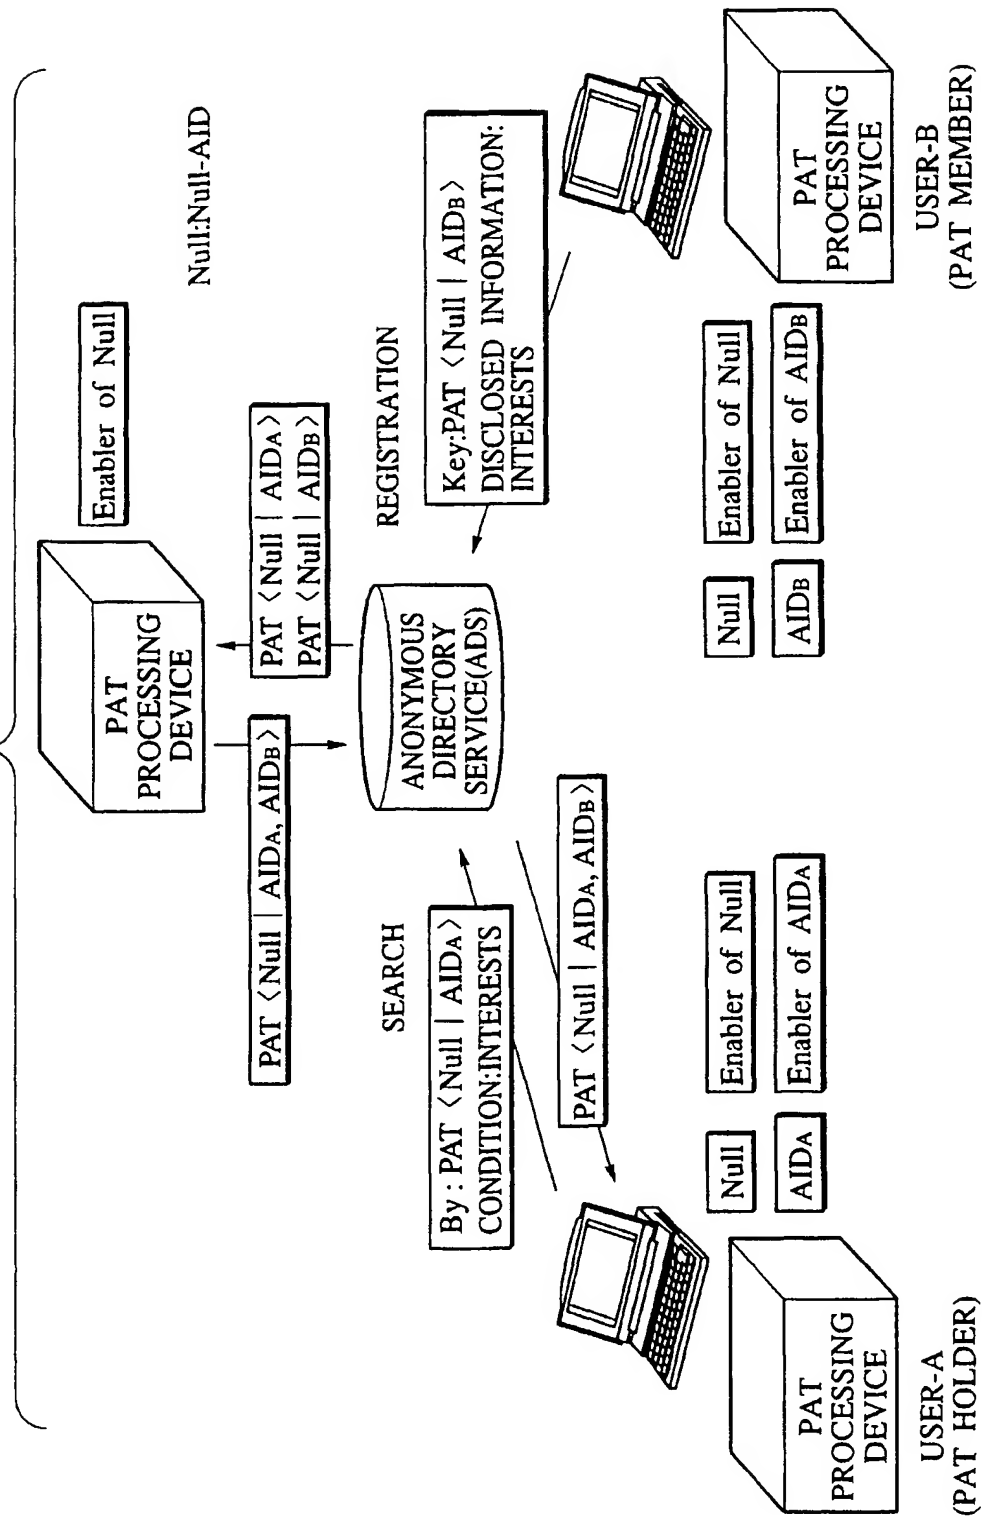 Null:Null-AID
Enabler of Null
PAT
PROCESSING
DEVICE
PAT <Null | AIDA, AIDB>
PAT <Null | AIDA>
PAT <Null | AIDB>
SEARCH
ANONYMOUS
DIRECTORY
SERVICE(ADS)
REGISTRATION
By : PAT <Null | AIDA>
CONDITION:INTERESTS
PAT <Null | AIDA, AIDB>
Key:PAT <Null | AIDB>
DISCLOSED INFORMATION:
INTERESTS
Null
Enabler of Null
AIDA
Enabler of AIDA
PAT
PROCESSING
DEVICE
USER-A
(PAT HOLDER)
Null
Enabler of Null
AIDB
Enabler of AIDB
PAT
PROCESSING
DEVICE
USER-B
(PAT MEMBER)